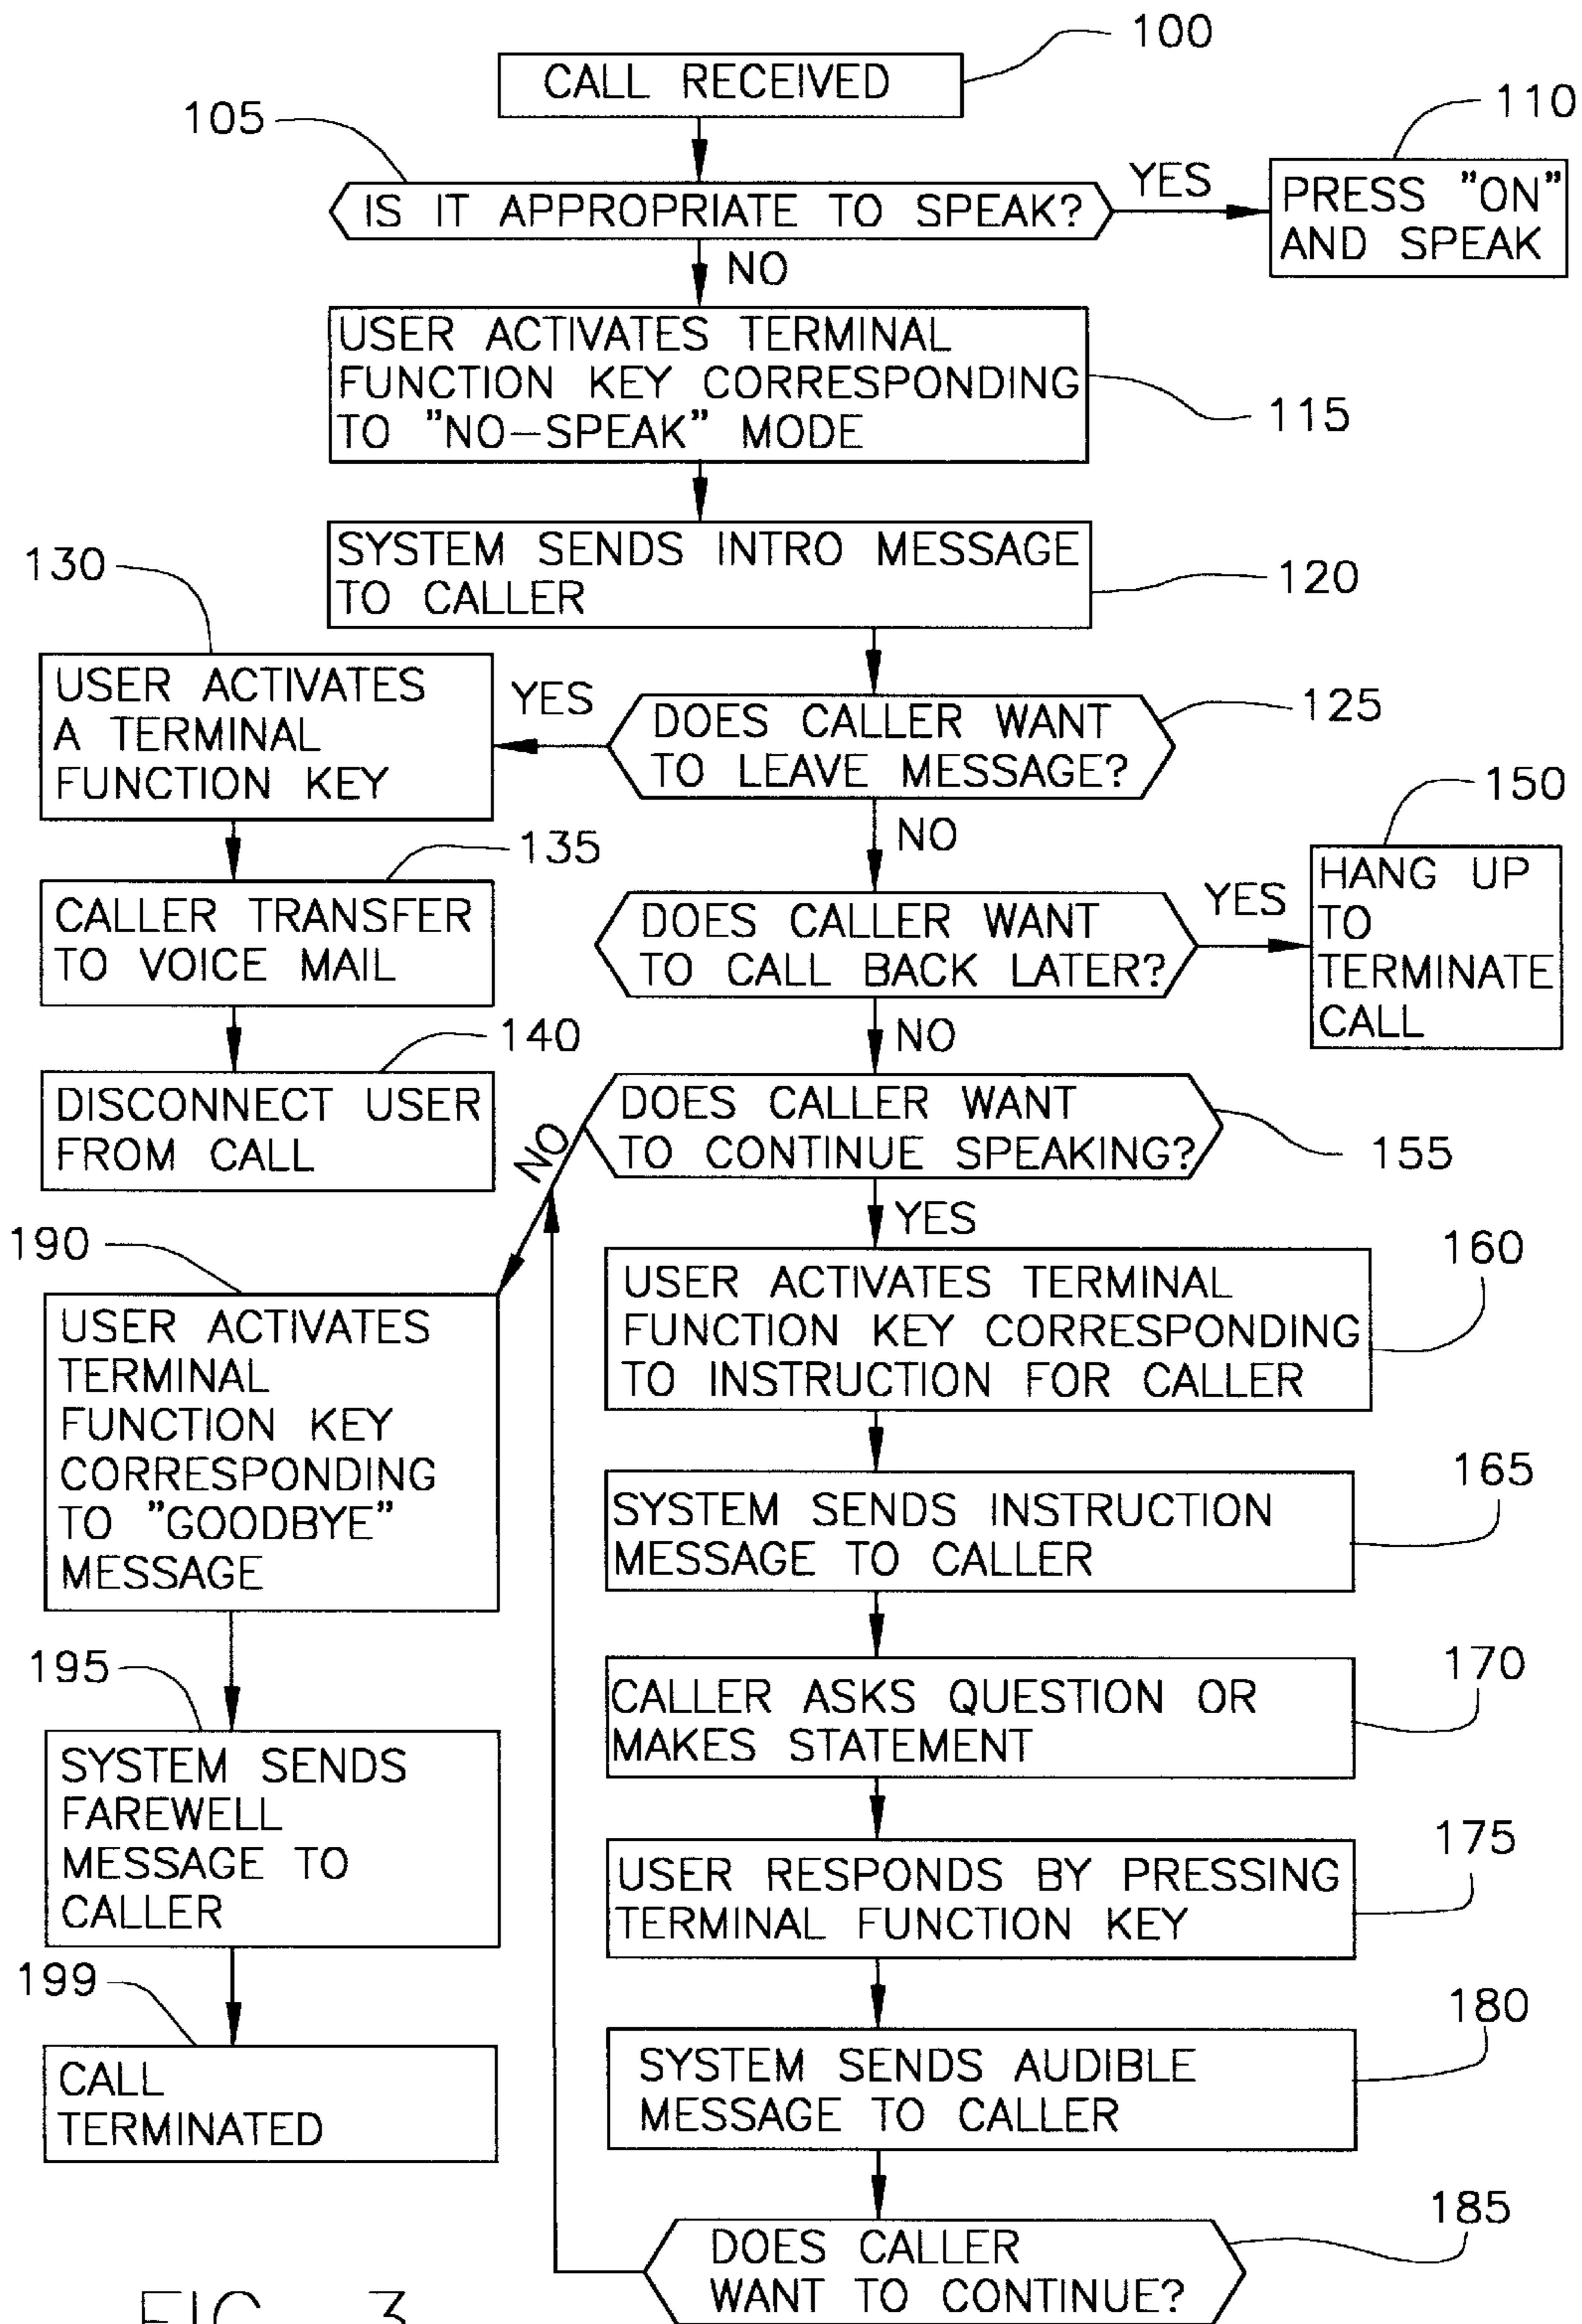 100
CALL RECEIVED
105
110
IS IT APPROPRIATE TO SPEAK?
YES
PRESS "ON"
AND SPEAK
NO
USER ACTIVATES TERMINAL
FUNCTION KEY CORRESPONDING
TO "NO-SPEAK" MODE
115
SYSTEM SENDS INTRO MESSAGE
TO CALLER
120
130
USER ACTIVATES
A TERMINAL
FUNCTION KEY
YES
DOES CALLER WANT
TO LEAVE MESSAGE?
125
NO
135
CALLER TRANSFER
TO VOICE MAIL
DOES CALLER WANT
TO CALL BACK LATER?
YES
150
HANG UP
TO
TERMINATE
CALL
NO
140
DISCONNECT USER
FROM CALL
DOES CALLER WANT
TO CONTINUE SPEAKING?
155
NO
YES
190
USER ACTIVATES
TERMINAL
FUNCTION KEY
CORRESPONDING
TO "GOODBYE"
MESSAGE
160
USER ACTIVATES TERMINAL
FUNCTION KEY CORRESPONDING
TO INSTRUCTION FOR CALLER
165
SYSTEM SENDS INSTRUCTION
MESSAGE TO CALLER
195
SYSTEM SENDS
FAREWELL
MESSAGE TO
CALLER
170
CALLER ASKS QUESTION OR
MAKES STATEMENT
175
USER RESPONDS BY PRESSING
TERMINAL FUNCTION KEY
199
CALL
TERMINATED
180
SYSTEM SENDS AUDIBLE
MESSAGE TO CALLER
185
DOES CALLER
WANT TO CONTINUE?
FIG. 3